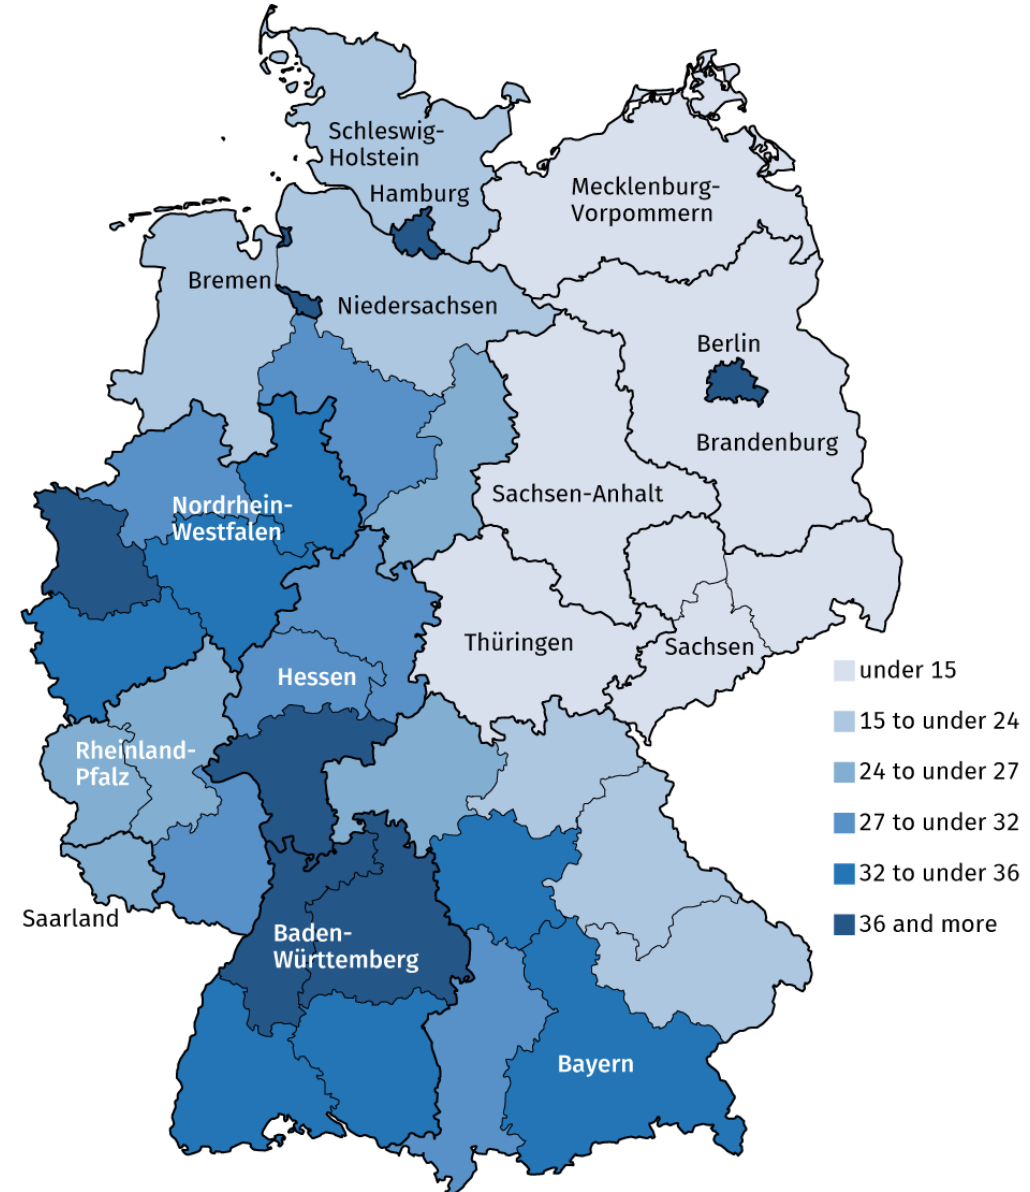 Schleswig-
Holstein
Hamburg
Mecklenburg-
Vorpommern
Bremen
Niedersachsen
Berlin
Brandenburg
Sachsen-Anhalt
Nordrhein-
Westfalen
Thüringen
Sachsen
Hessen
Rheinland-
Pfalz
Saarland
Baden-
Württemberg
Bayern
under 15
15 to under 24
24 to under 27
27 to under 32
32 to under 36
36 and more